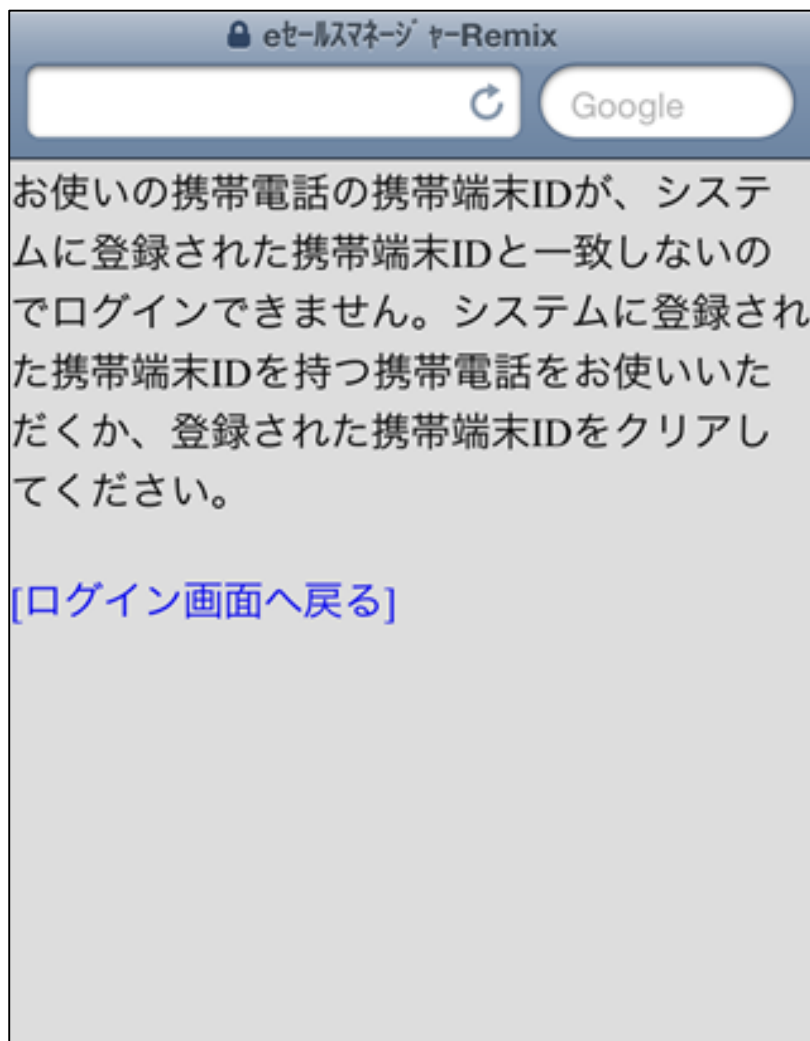 eｾｰﾙｽﾏﾈｰｼﾞｬｰRemix
Google
お使いの携帯電話の携帯端末IDが、システ
ムに登録された携帯端末IDと一致しないの
でログインできません。システムに登録され
た携帯端末IDを持つ携帯電話をお使いいた
だくか、登録された携帯端末IDをクリアし
てください。
[ログイン画面へ戻る]